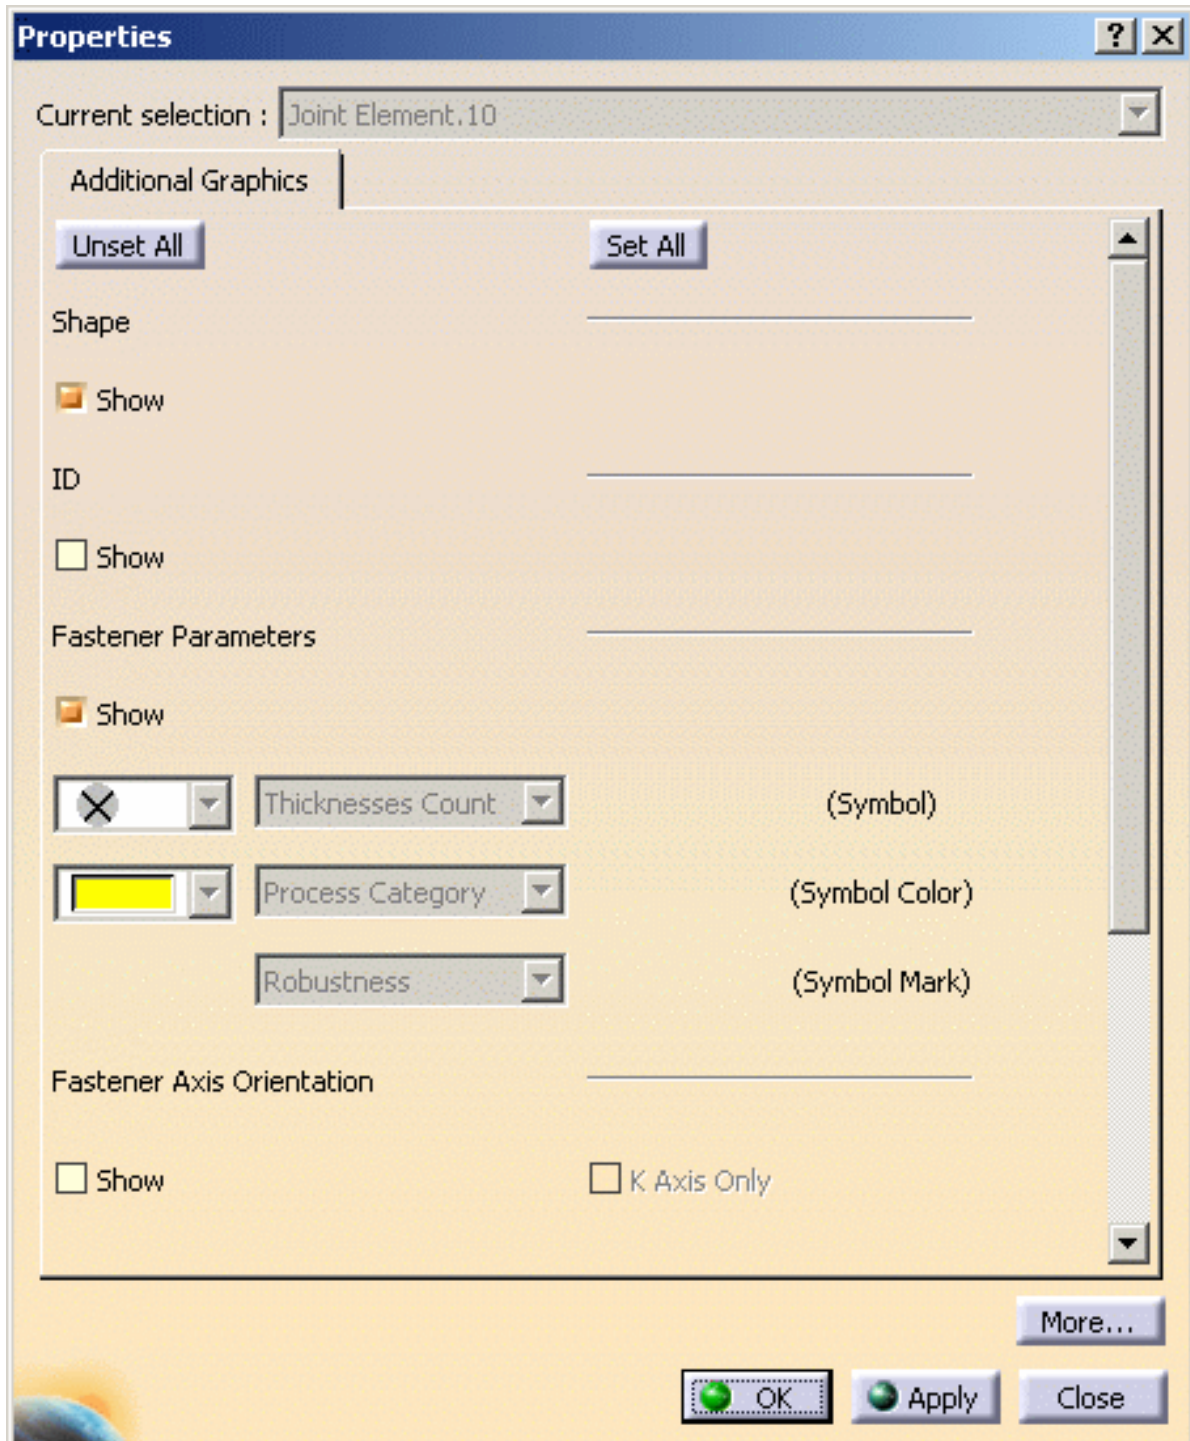 Properties
Current selection : Joint Element.10
Additional Graphics
Unset All Set All
Shape
Show
ID
Show
Fastener Parameters
Show
Thicknesses Count (Symbol)
Process Category (Symbol Color)
Robustness (Symbol Mark)
Fastener Axis Orientation
Show K Axis Only
More...
OK Apply Close